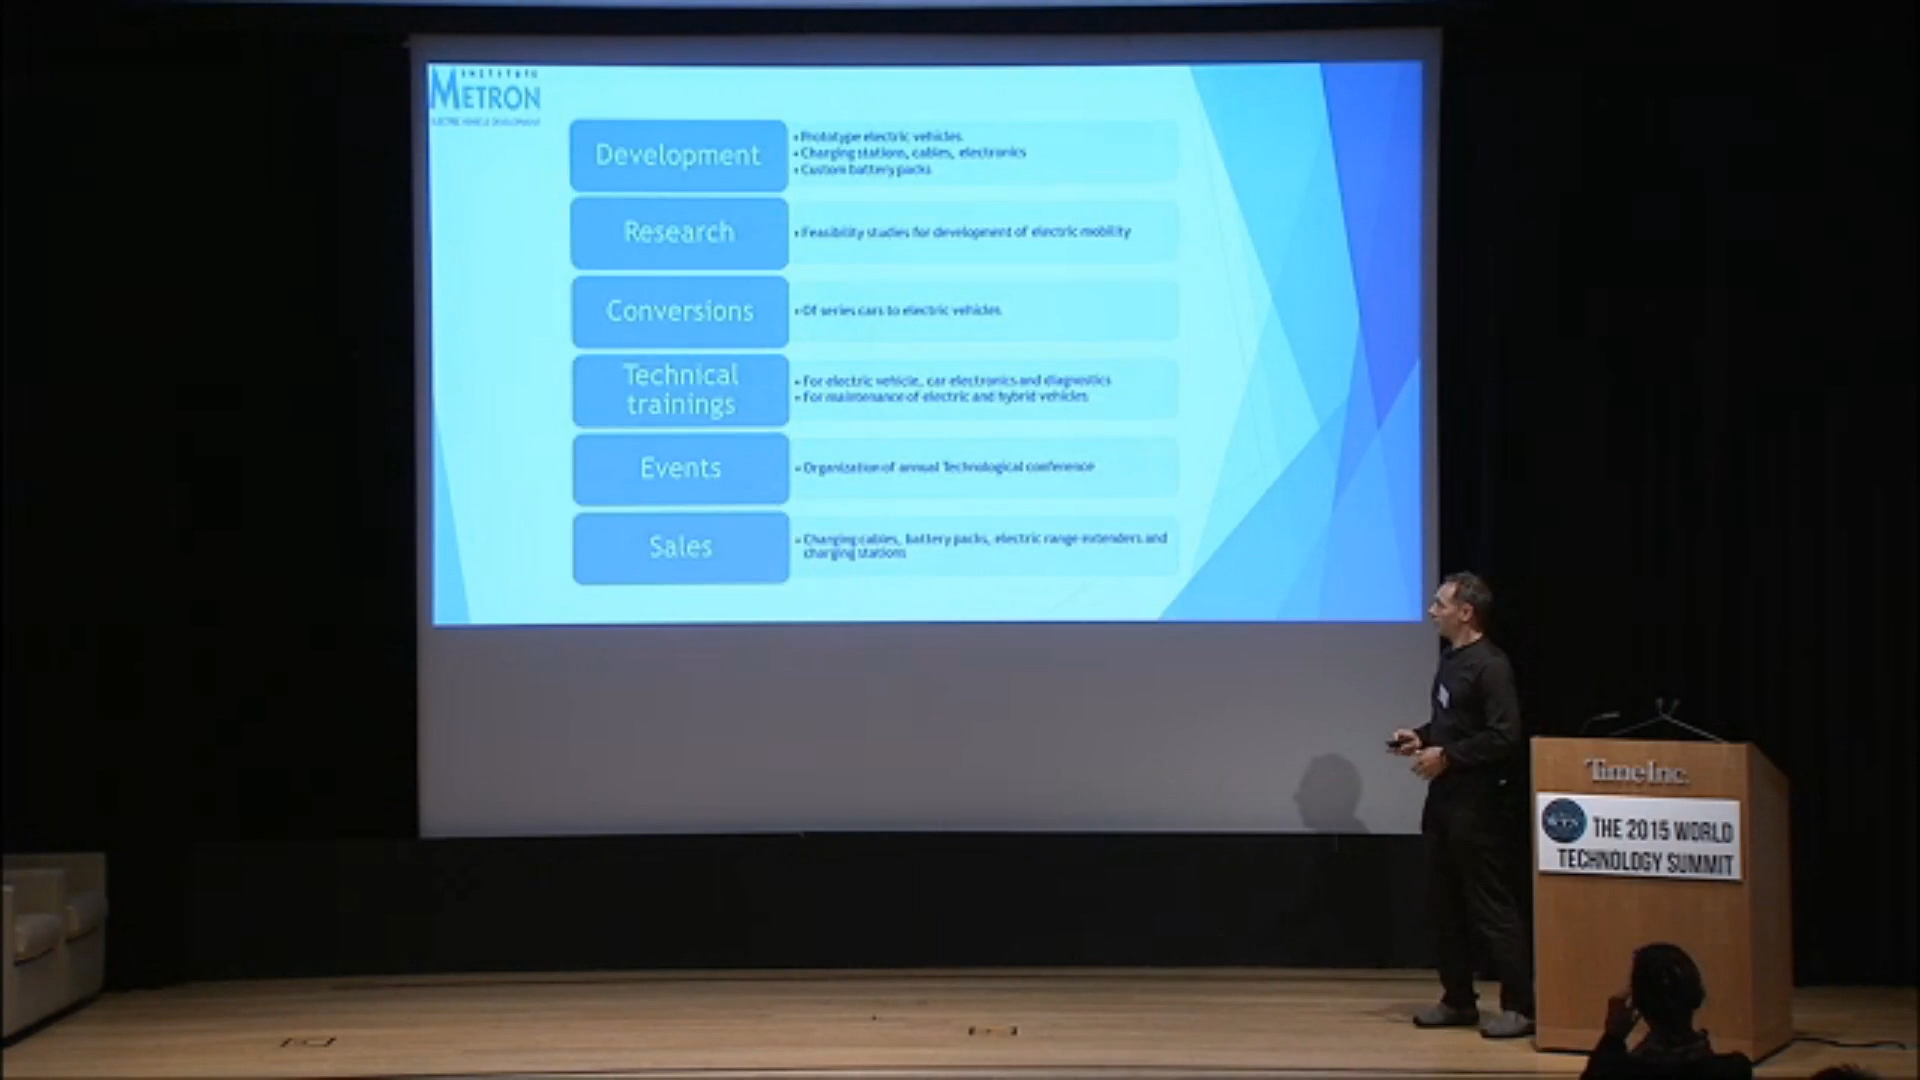 INSTITUTE
METRON
ELECTRIC VEHICLE DEVELOPMENT
Development
• Prototype electric vehicles
• Charging stations, cables, electronics
• Custom battery packs
Research
• Feasibility studies for development of electric mobility
Conversions
• Of series cars to electric vehicles
Technical
trainings
• For electric vehicle, car electronics and diagnostics
• For maintenance of electric and hybrid vehicles
Events
• Organization of annual Technological conference
Sales
• Charging cables, battery packs, electric range extenders and
charging stations
Time Inc.
THE 2015 WORLD
TECHNOLOGY SUMMIT